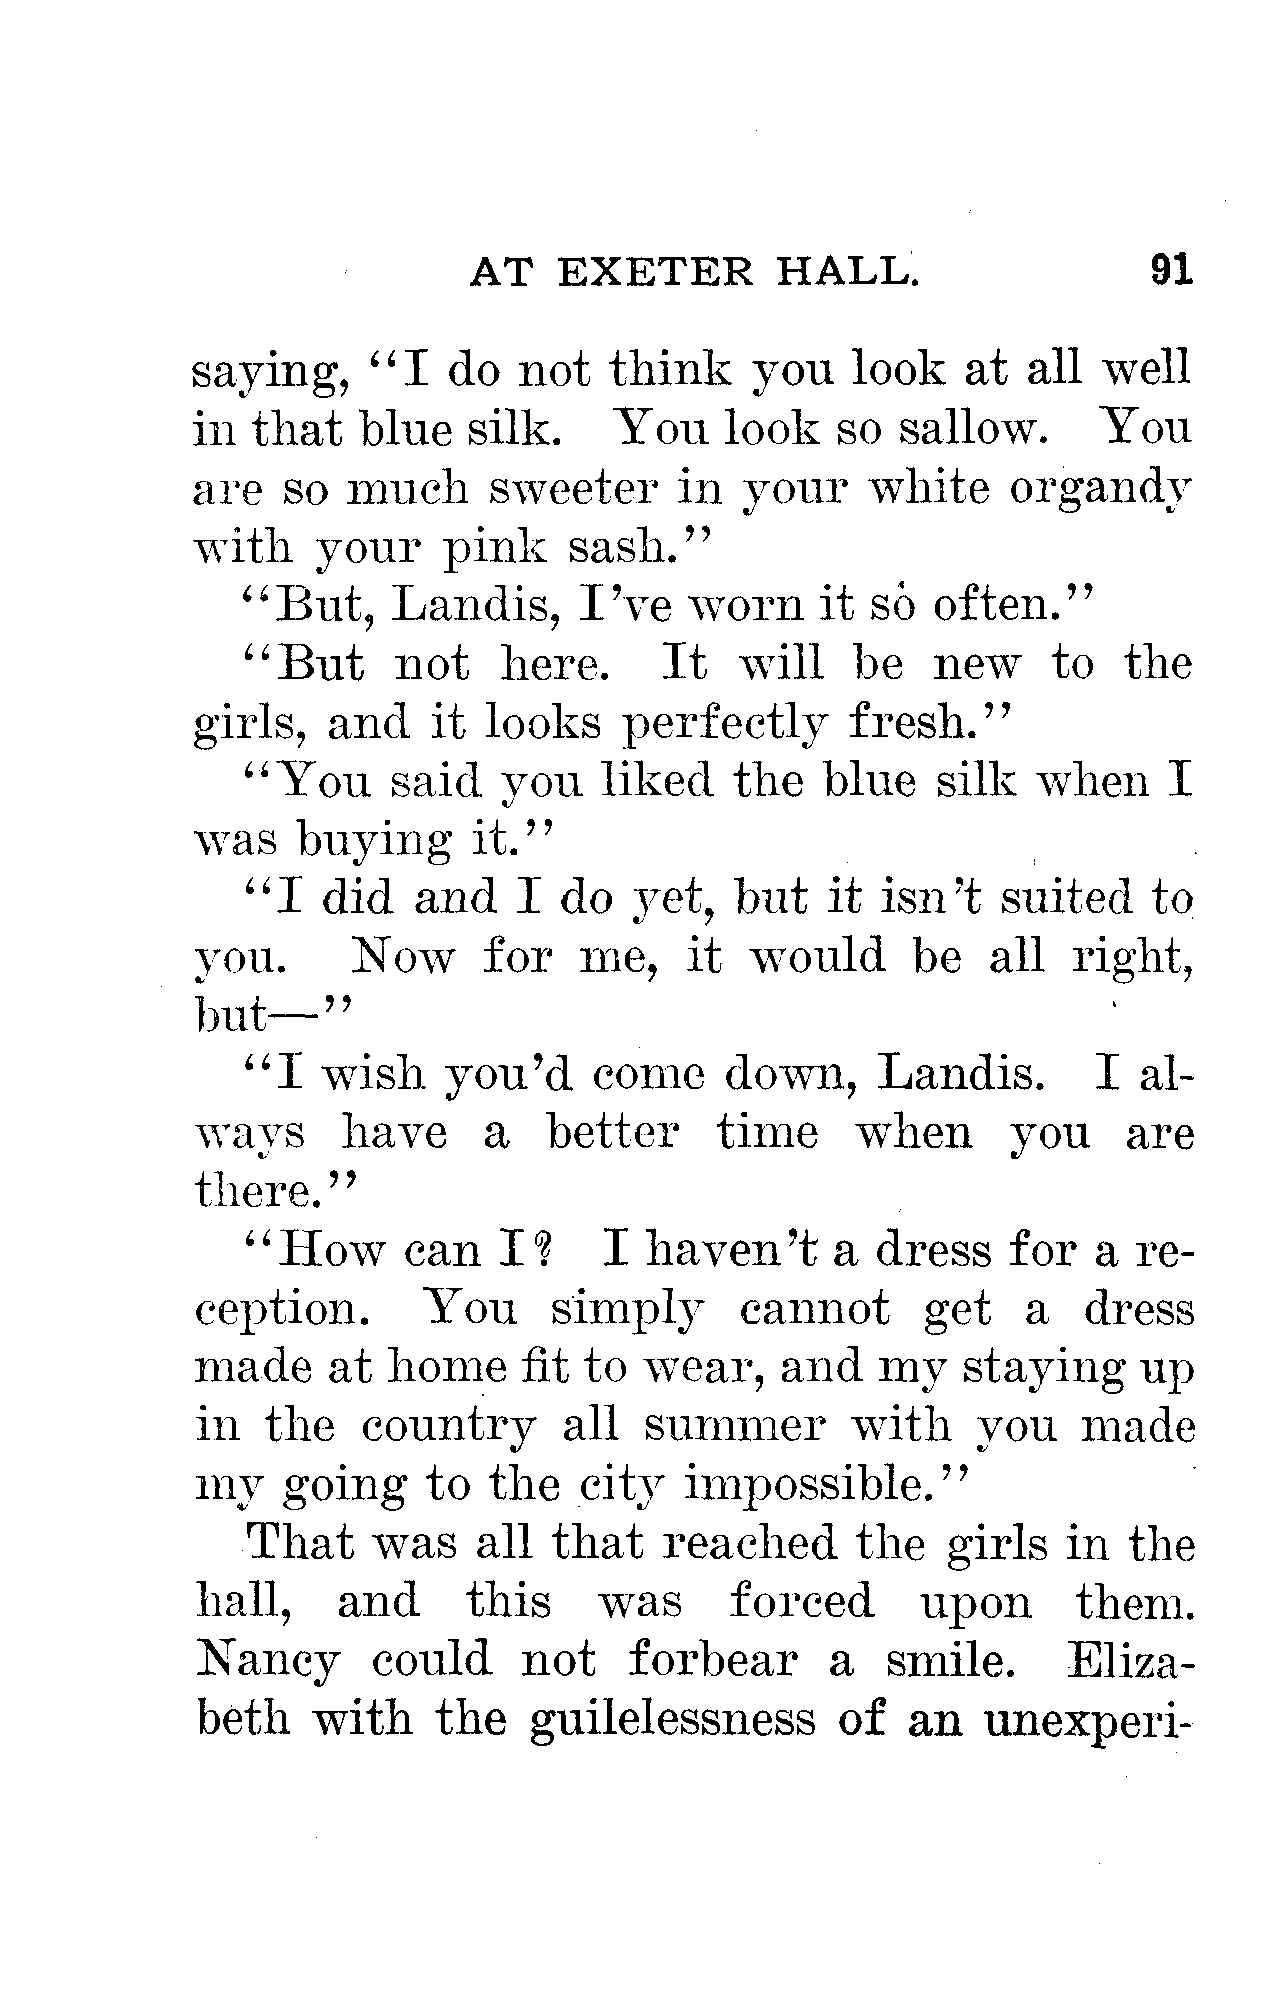 AT EXETER HALL. 91
saying, "I do not think you look at all well
in that blue silk. You look so sallow. You
are so much sweeter in your white organdy
with your pink sash."
"But, Landis, I've worn it so often."
"But not here. It will be new to the
girls, and it looks perfectly fresh."
"You said you liked the blue silk when I
was buying it."
"I did and I do yet, but it isn't suited to
you. Now for me, it would be all right,
but—"
"I wish you'd come down, Landis. I al-
ways have a better time when you are
there."
"How can I? I haven't a dress for a re-
ception. You simply cannot get a dress
made at home fit to wear, and my staying up
in the country all summer with you made
my going to the city impossible."
That was all that reached the girls in the
hall, and this was forced upon them.
Nancy could not forbear a smile. Eliza-
beth with the guilelessness of an unexperi-